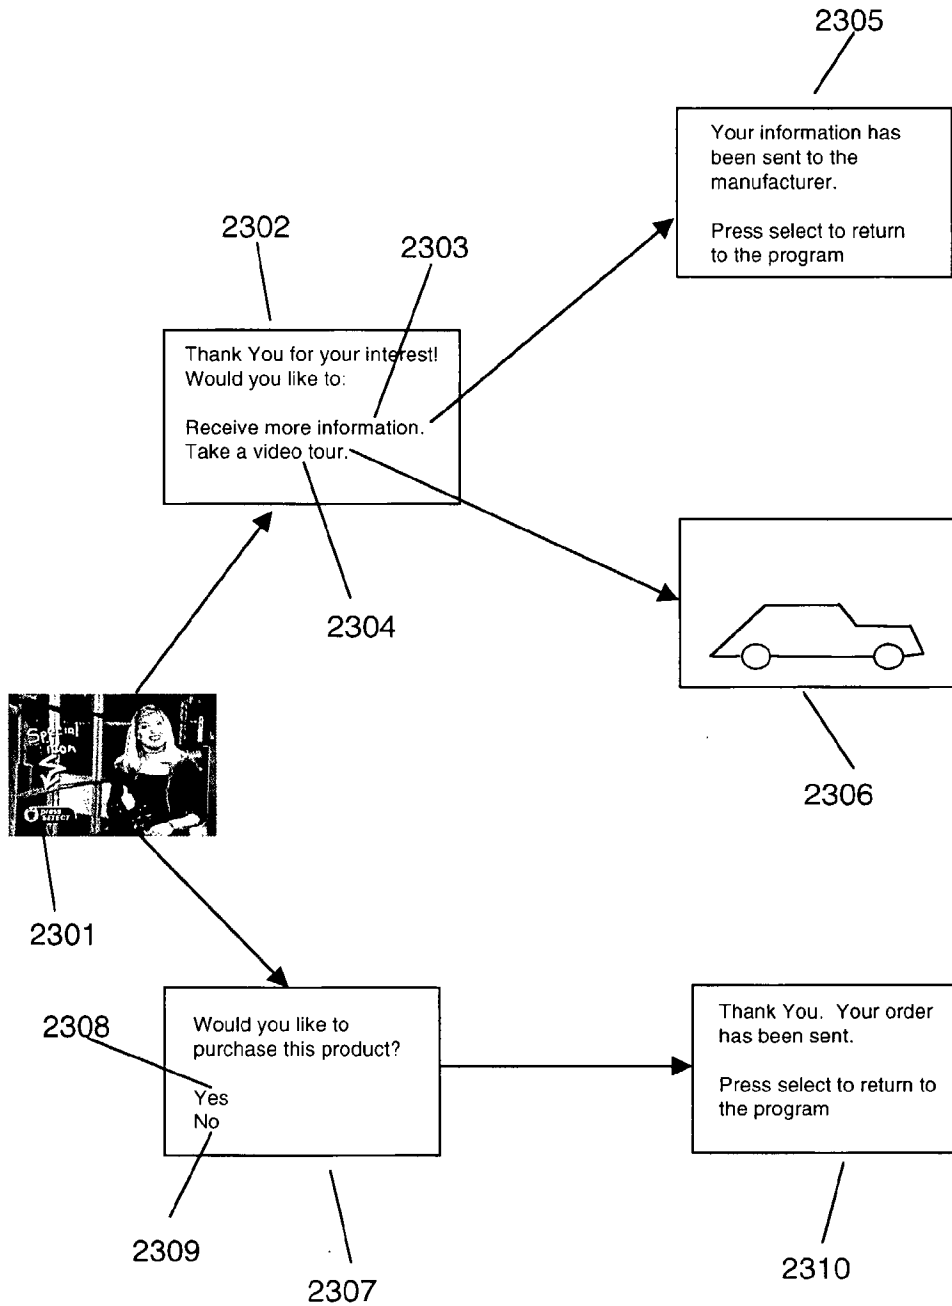 2305
Your information has
been sent to the
manufacturer.
Press select to return
to the program
2302
2303
Thank You for your interest!
Would you like to:
Receive more information.
Take a video tour.
2304
2306
Special
press
SELECT
2301
2308
Would you like to
purchase this product?
Yes
No
2309
2307
Thank You. Your order
has been sent.
Press select to return to
the program
2310